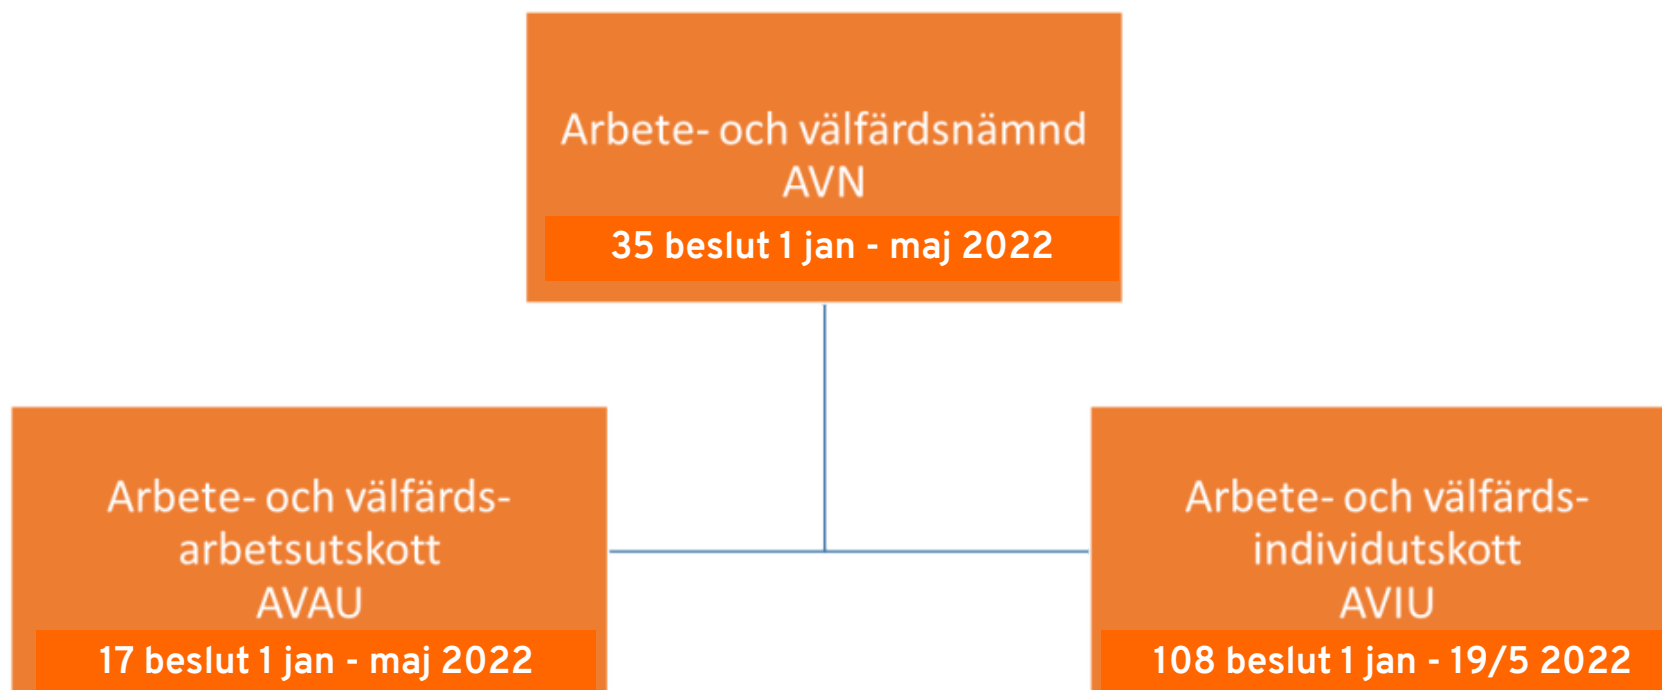 Arbete- och välfärdsnämnd
AVN
35 beslut 1 jan - maj 2022
Arbete- och välfärds-
arbetsutskott
AVAU
17 beslut 1 jan - maj 2022
Arbete- och välfärds-
individutskott
AVIU
108 beslut 1 jan - 19/5 2022